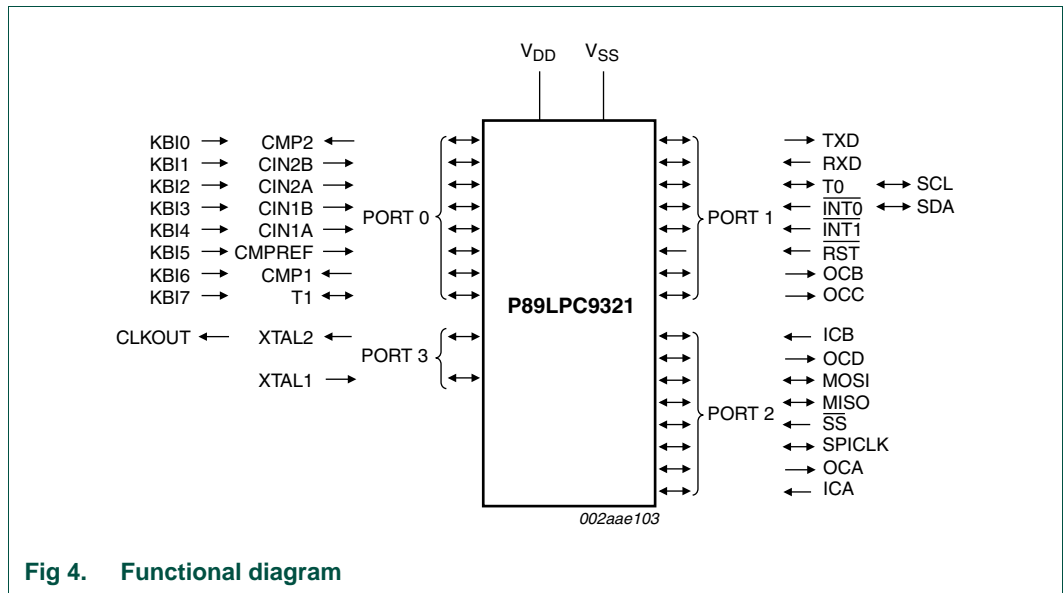 VDD VSS
KBI0 CMP2 TXD
KBI1 CIN2B RXD
KBI2 CIN2A T0 SCL
KBI3 CIN1B PORT 0 PORT 1 INT0 SDA
KBI4 CIN1A INT1
KBI5 CMPREF RST
KBI6 CMP1 OCB
KBI7 T1 OCC
P89LPC9321
CLKOUT XTAL2 PORT 3 ICB
OCD
XTAL1 MOSI
MISO
PORT 2 SS
SPICLK
OCA
ICA
002aae103
Fig 4. Functional diagram